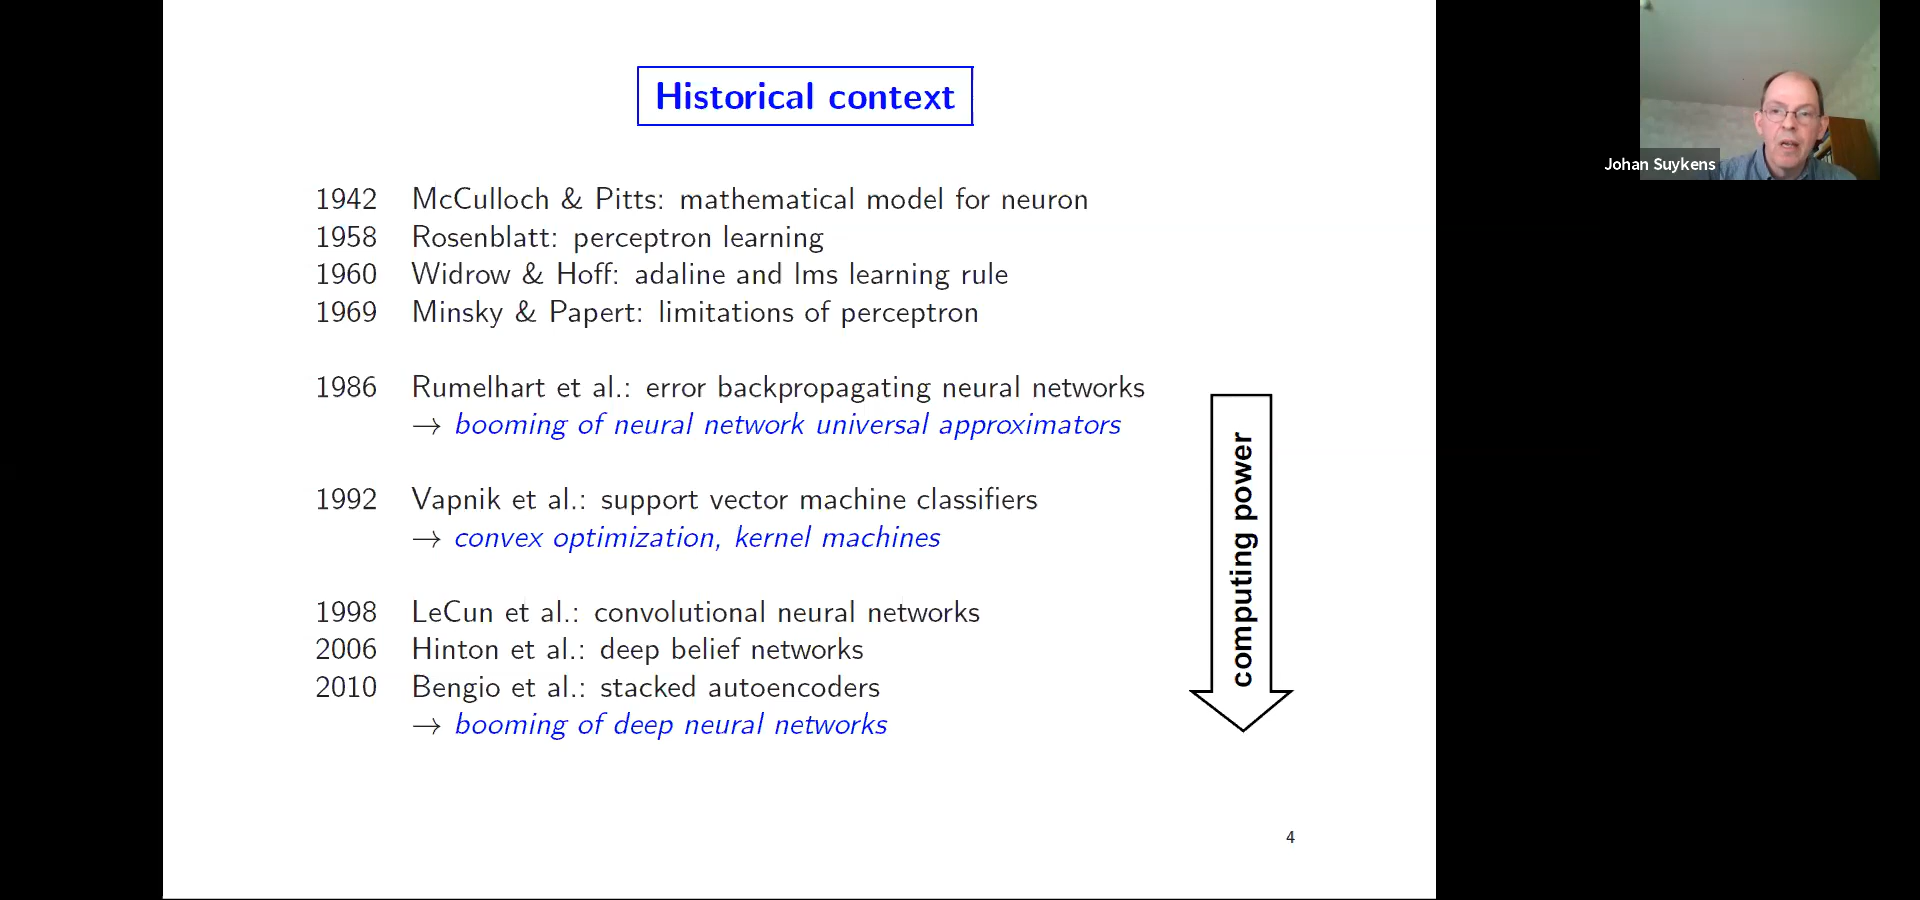 Historical context
1942 McCulloch & Pitts: mathematical model for neuron
1958 Rosenblatt: perceptron learning
1960 Widrow & Hoff: adaline and lms learning rule
1969 Minsky & Papert: limitations of perceptron
1986 Rumelhart et al.: error backpropagating neural networks
→ booming of neural network universal approximators
1992 Vapnik et al.: support vector machine classifiers
→ convex optimization, kernel machines
1998 LeCun et al.: convolutional neural networks
2006 Hinton et al.: deep belief networks
2010 Bengio et al.: stacked autoencoders
→ booming of deep neural networks
computing power
4
Johan Suykens